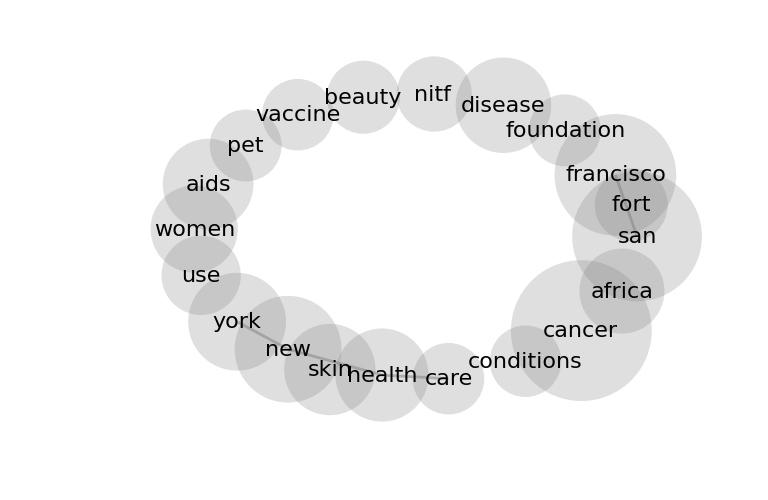 nitf
beauty
disease
vaccine
foundation
pet
francisco
aids
fort
women
san
use
africa
york
cancer
new
conditions
skin
health
care